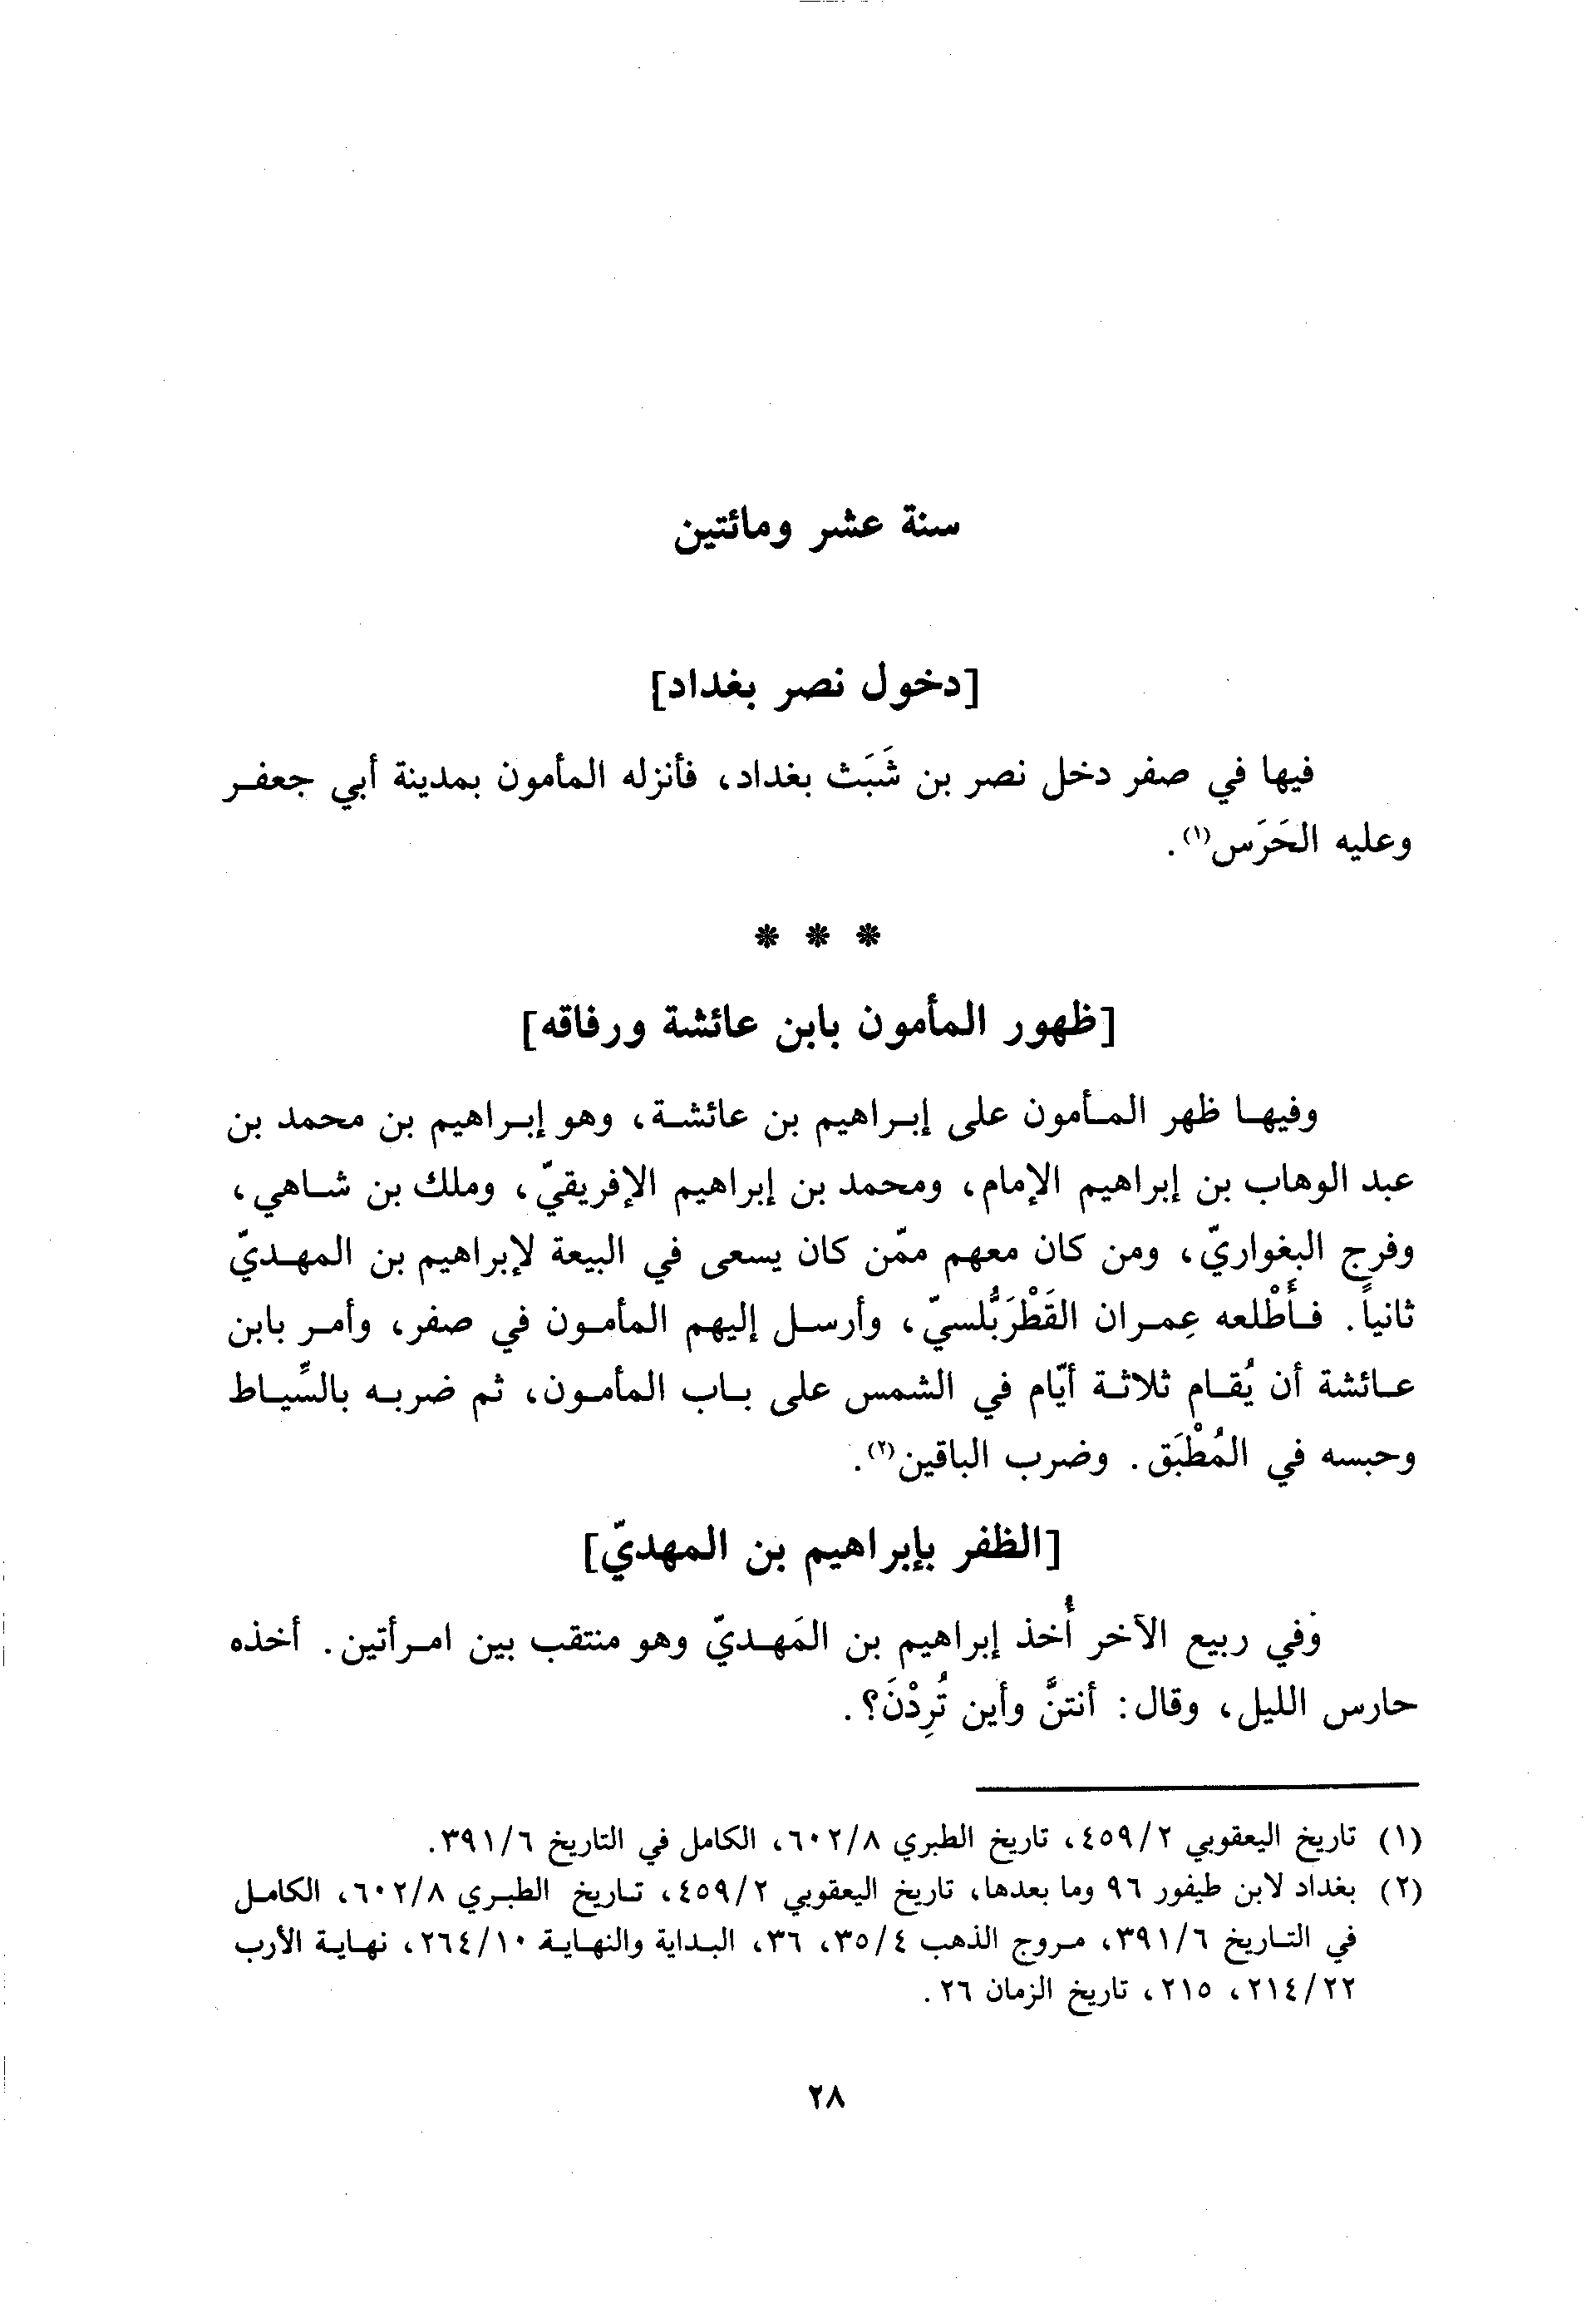 سنة عشر ومائتين
[دخول نصر بغداد]
فيها في صفر دخل نصر بن شَبَث بغداد، فأنزله المأمون بمدينة أبي جعفر
وعليه الحَرَس(١).
* * *
[ظهور المأمون بابن عائشة ورفاقه]
وفيها ظهر المأمون على إبراهيم بن عائشة، وهو إبراهيم بن محمد بن
عبد الوهاب بن إبراهيم الإمام، ومحمد بن إبراهيم الإفريقيّ، وملك بن شاهي،
وفرج البغواريّ، ومن كان معهم ممّن كان يسعى في البيعة لإبراهيم بن المهديّ
ثانياً. فأَطْلعه عِمران القَطْرَبُّلسيّ، وأرسل إليهم المأمون في صفر، وأمر بابن
عائشة أن يُقام ثلاثة أيّام في الشمس على باب المأمون، ثم ضربه بالسِّياط
وحبسه في المُطْبَق. وضرب الباقين(٢).
[الظفر بإبراهيم بن المهديّ]
وفي ربيع الآخر أُخذ إبراهيم بن المَهديّ وهو منتقب بين امرأتين. أخذه
حارس الليل، وقال: أنتنَّ وأين تُرِدْنَ؟.
(١) تاريخ اليعقوبي ٤٥٩/٢، تاريخ الطبري ٦٠٢/٨، الكامل في التاريخ ٣٩١/٦.
(٢) بغداد لابن طيفور ٩٦ وما بعدها، تاريخ اليعقوبي ٤٥٩/٢، تاريخ الطبري ٦٠٢/٨، الكامل
في التاريخ ٣٩١/٦، مروج الذهب ٣٥/٤، ٣٦، البداية والنهاية ٢٦٤/١٠، نهاية الأرب
٢١٤/٢٢، ٢١٥، تاريخ الزمان ٢٦.
٢٨